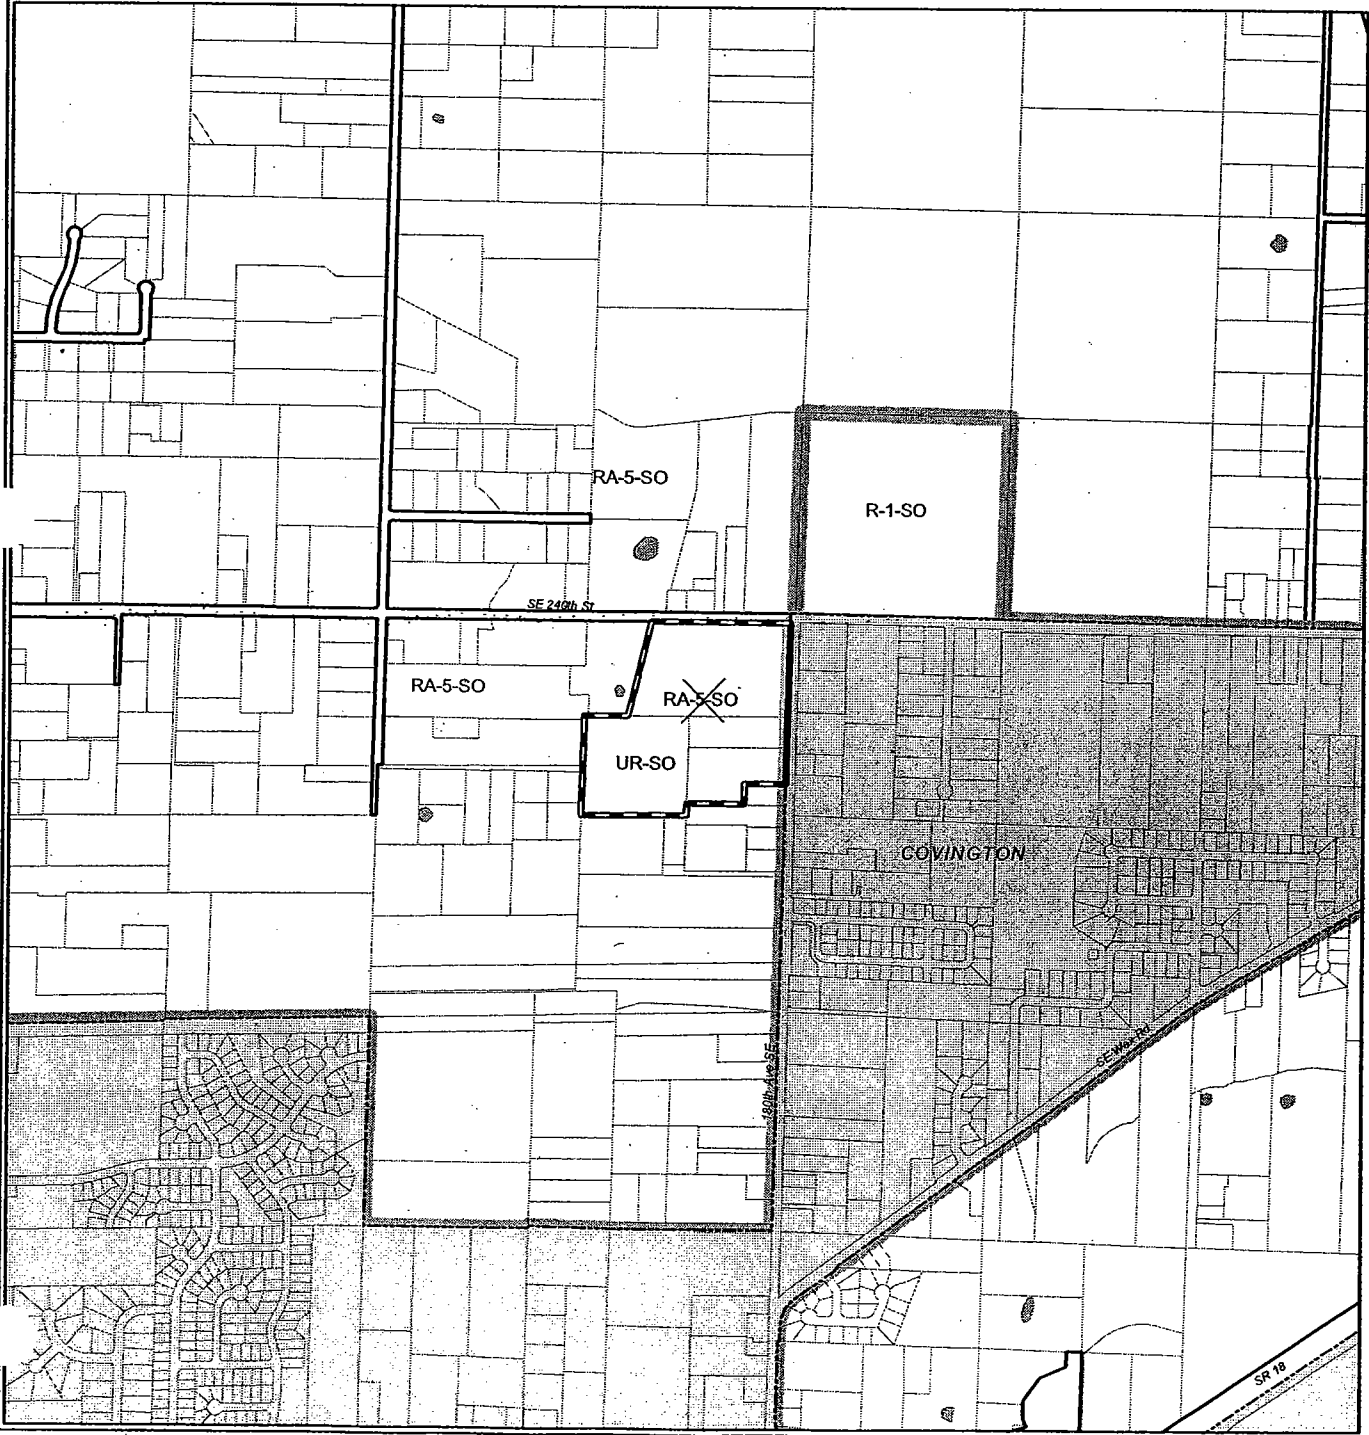 RA-5-SO
R-1-SO
SE 240th St
RA-5-SO
RA-5-SO
UR-SO
COVINGTON
SE Wax Rd
180th Ave SE
SR 18